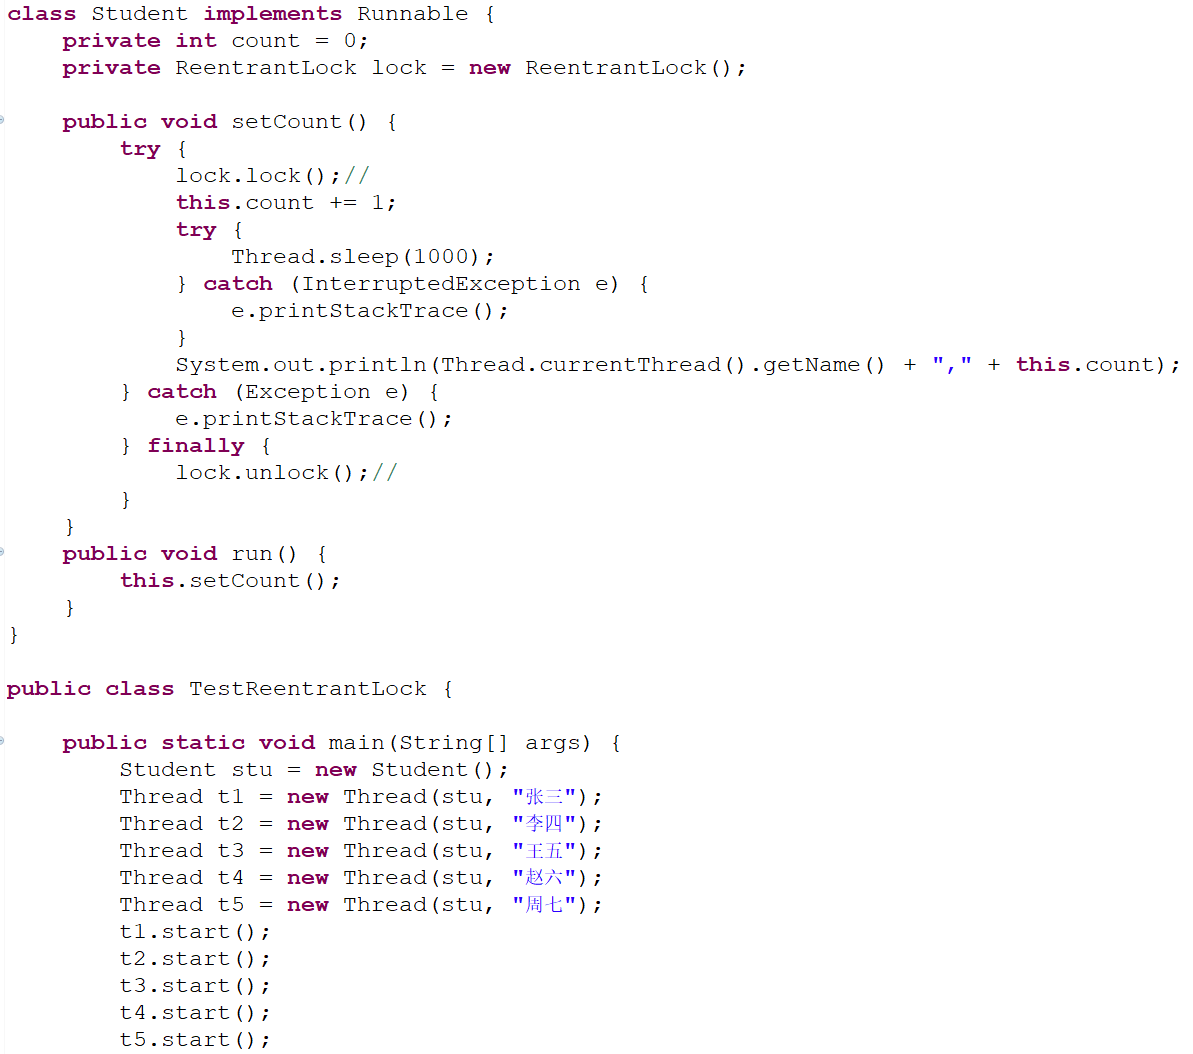 class Student implements Runnable {
    private int count = 0;
    private ReentrantLock lock = new ReentrantLock();
    public void setCount() {
        try {
            lock.lock();//
            this.count += 1;
            try {
                Thread.sleep(1000);
            } catch (InterruptedException e) {
                e.printStackTrace();
            }
            System.out.println(Thread.currentThread().getName() + "," + this.count);
        } catch (Exception e) {
            e.printStackTrace();
        } finally {
            lock.unlock();//
        }
    }
    public void run() {
        this.setCount();
    }
}
public class TestReentrantLock {
    public static void main(String[] args) {
        Student stu = new Student();
        Thread t1 = new Thread(stu, "张三");
        Thread t2 = new Thread(stu, "李四");
        Thread t3 = new Thread(stu, "王五");
        Thread t4 = new Thread(stu, "赵六");
        Thread t5 = new Thread(stu, "周七");
        t1.start();
        t2.start();
        t3.start();
        t4.start();
        t5.start();